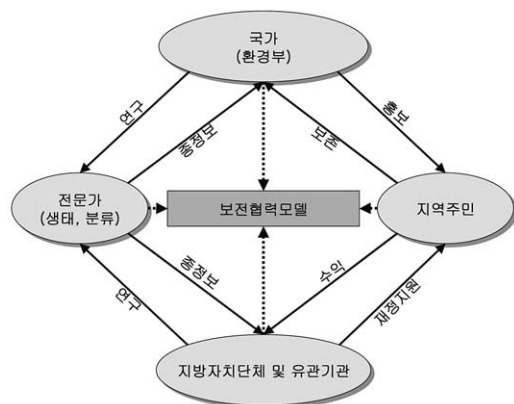 국가
(환경부)
연구
홍보
종정보
보존
전문가
(생태, 분류)
보전협력모델
지역주민
종정보
수익
연구
재정지원
지방자치단체 및 유관기관